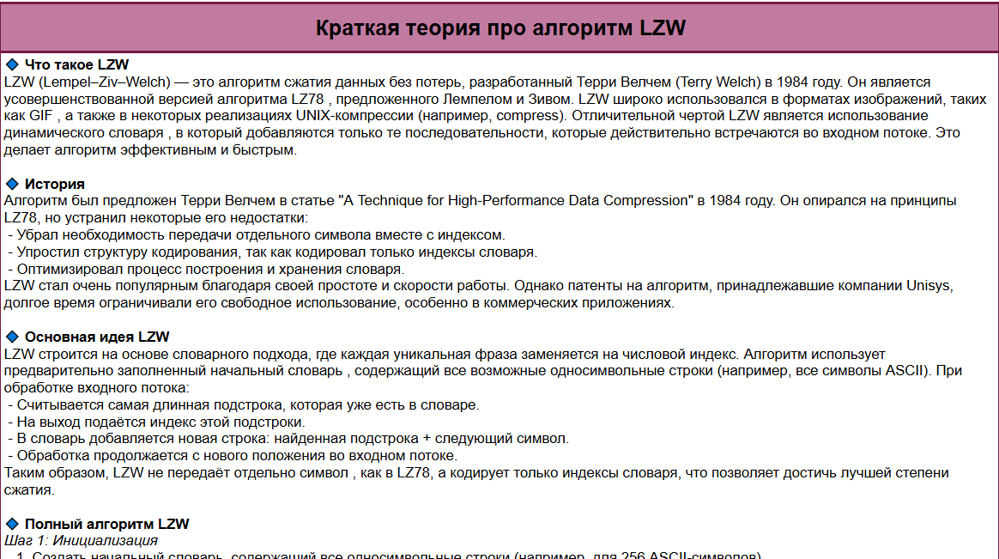 Краткая теория про алгоритм LZW
Что такое LZW
LZW (Lempel–Ziv–Welch) — это алгоритм сжатия данных без потерь, разработанный Терри Велчем (Terry Welch) в 1984 году. Он является
усовершенствованной версией алгоритма LZ78 , предложенного Лемпелом и Зивом. LZW широко использовался в форматах изображений, таких
как GIF , а также в некоторых реализациях UNIX-компрессии (например, compress). Отличительной чертой LZW является использование
динамического словаря , в который добавляются только те последовательности, которые действительно встречаются во входном потоке. Это
делает алгоритм эффективным и быстрым.
История
Алгоритм был предложен Терри Велчем в статье "A Technique for High-Performance Data Compression" в 1984 году. Он опирался на принципы
LZ78, но устранил некоторые его недостатки:
- Убрал необходимость передачи отдельного символа вместе с индексом.
- Упростил структуру кодирования, так как кодировал только индексы словаря.
- Оптимизировал процесс построения и хранения словаря.
LZW стал очень популярным благодаря своей простоте и скорости работы. Однако патенты на алгоритм, принадлежавшие компании Unisys,
долгое время ограничивали его свободное использование, особенно в коммерческих приложениях.
Основная идея LZW
LZW строится на основе словарного подхода, где каждая уникальная фраза заменяется на числовой индекс. Алгоритм использует
предварительно заполненный начальный словарь , содержащий все возможные односимвольные строки (например, все символы ASCII). При
обработке входного потока:
- Считывается самая длинная подстрока, которая уже есть в словаре.
- На выход подаётся индекс этой подстроки.
- В словарь добавляется новая строка: найденная подстрока + следующий символ.
- Обработка продолжается с нового положения во входном потоке.
Таким образом, LZW не передаёт отдельно символ , как в LZ78, а кодирует только индексы словаря, что позволяет достичь лучшей степени
сжатия.
Полный алгоритм LZW
Шаг 1: Инициализация
1. Создать начальный словарь, содержащий все односимвольные строки (например, для 256 ASCII-символов).